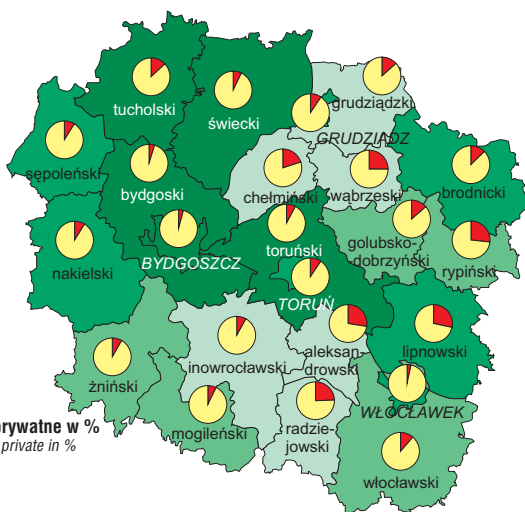 grudziądzki
tucholski
świecki
GRUDZIĄDZ
sępoleński
bydgoski
chełmiński
wąbrzeski
brodnicki
toruński
golubsko-
dobrzyński
BYDGOSZCZ
nakielski
rypiński
TORUŃ
aleksan-
drowski
lipnowski
inowrocławski
żniński
WŁOCŁAWEK
rywatne w %
private in %
mogileński
radzie-
jowski
włocławski